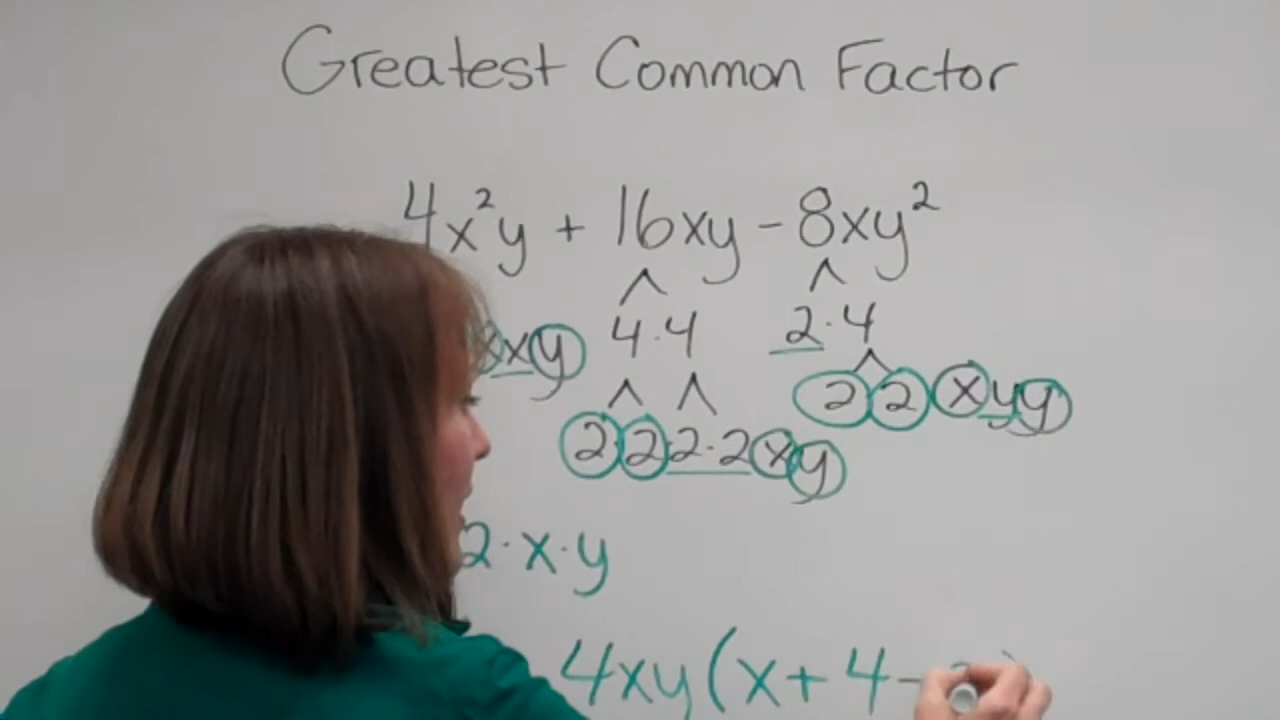 Greatest Common Factor
4x²y + 16xy - 8xy²
xxy 4·4 2·4
2 2 x y y
2 2 2·2 x y
2·x·y
4xy(x + 4 -